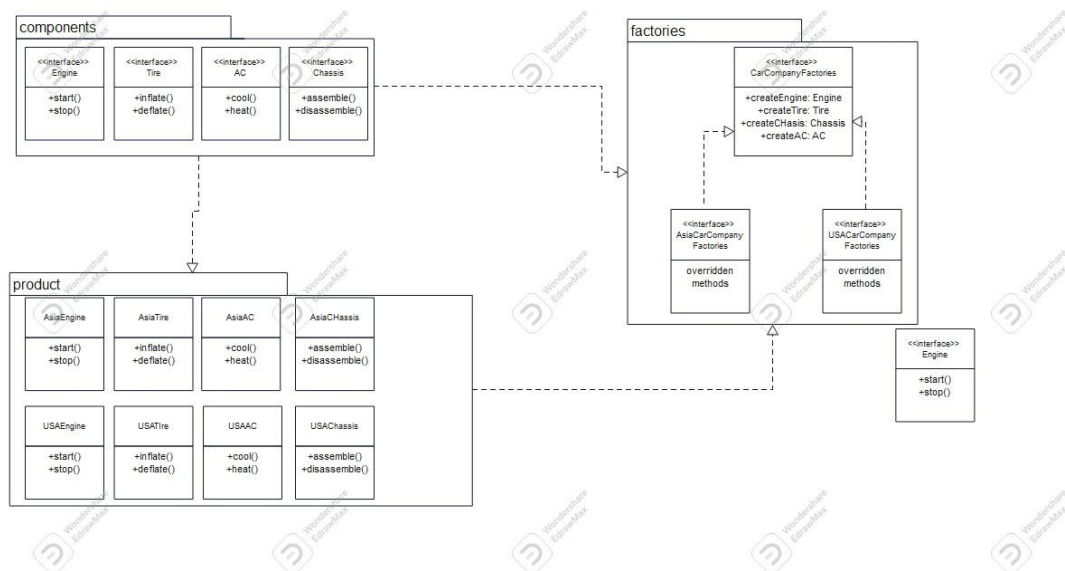 components
<<interface>>
Engine
+start()
+stop()
<<interface>>
Tire
+inflate()
+deflate()
<<interface>>
AC
+cool()
+heat()
<<interface>>
Chassis
+assemble()
+disassemble()
factories
<<interface>>
CarCompanyFactories
+createEngine: Engine
+createTire: Tire
+createCHasis: Chassis
+createAC: AC
<<interface>>
AsiaCarCompany
Factories
overridden
methods
<<interface>>
USACarCompany
Factories
overridden
methods
product
AsiaEngine
+start()
+stop()
AsiaTire
+inflate()
+deflate()
AsiaAC
+cool()
+heat()
AsiaCHassis
+assemble()
+disassemble()
USAEngine
+start()
+stop()
USATIre
+inflate()
+deflate()
USAAC
+cool()
+heat()
USAChassis
+assemble()
+disassemble()
<<interface>>
Engine
+start()
+stop()
Wondershare
EdrawMax